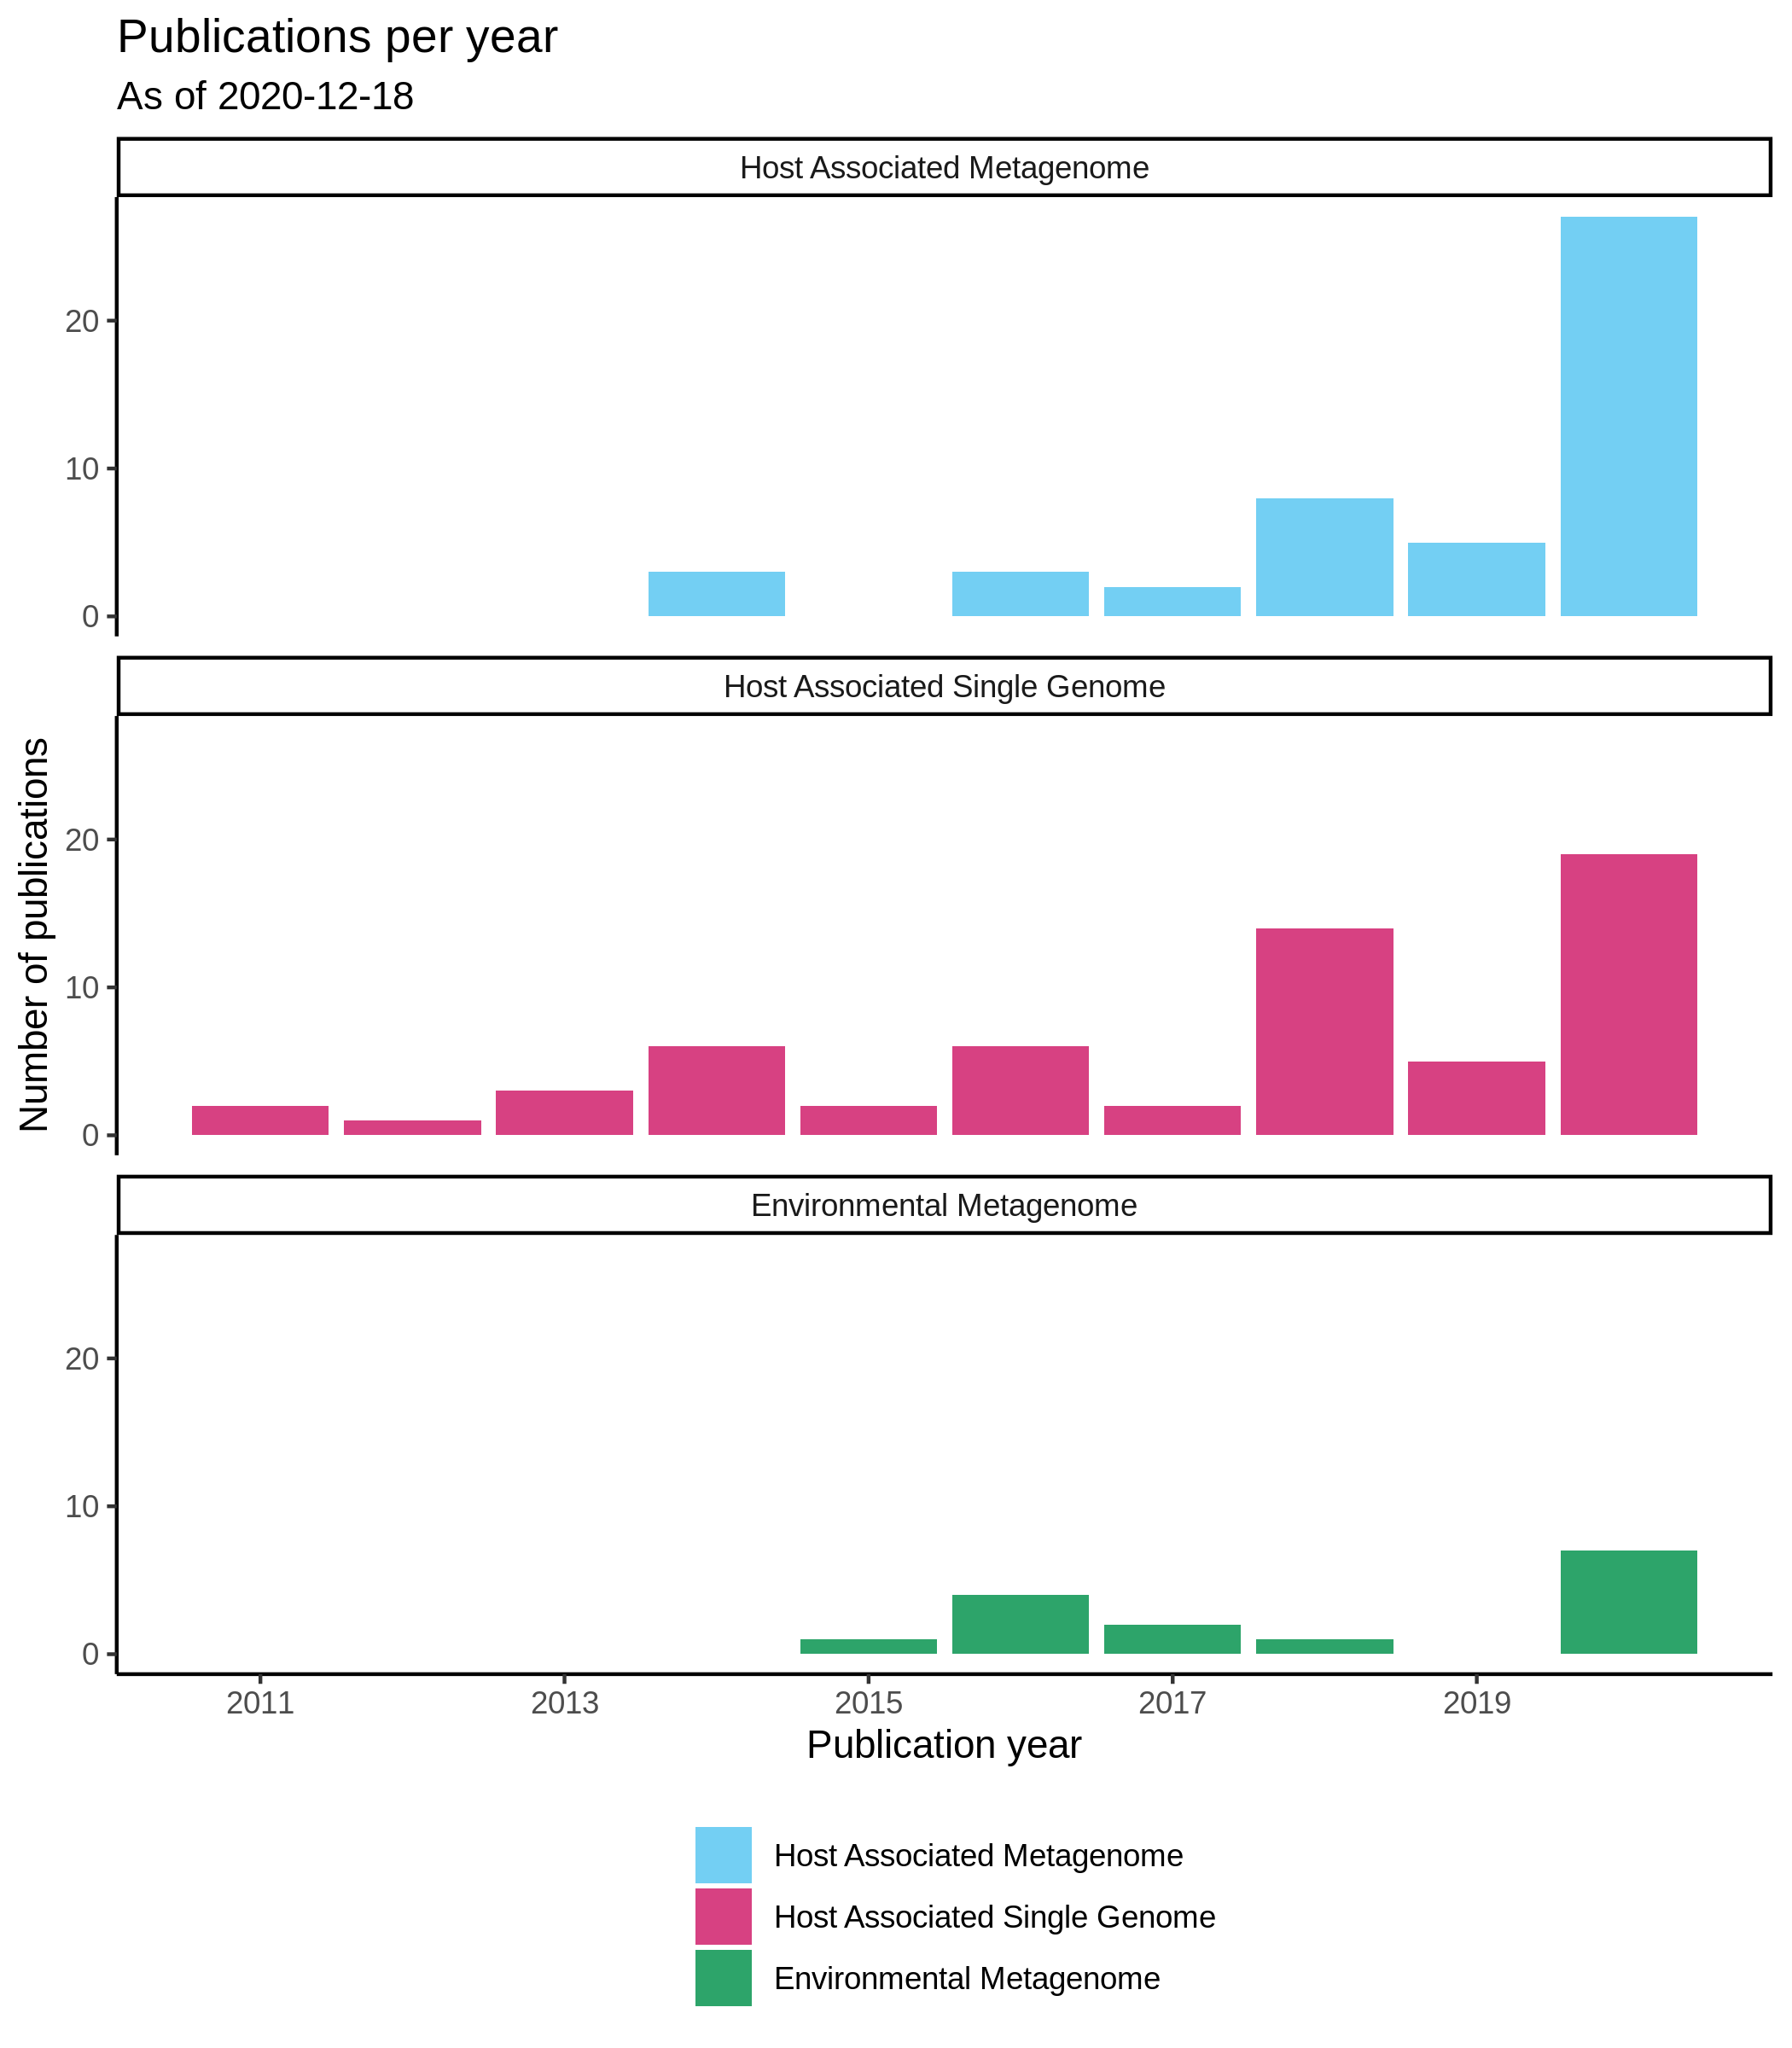 Publications per year
As of 2020-12-18
Host Associated Metagenome
20
10
0
Host Associated Single Genome
20
10
0
Number of publications
Environmental Metagenome
20
10
0
2011 2013 2015 2017 2019
Publication year
Host Associated Metagenome
Host Associated Single Genome
Environmental Metagenome